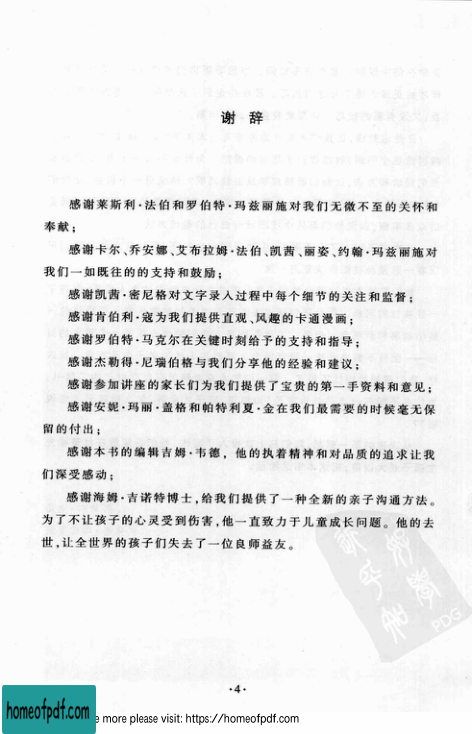 谢辞
感谢莱斯利·法伯和罗伯特·玛兹丽施对我们无微不至的关怀和
奉献；
感谢卡尔、乔安娜、艾布拉姆·法伯、凯茜、丽姿、约翰·玛兹丽施对
我们一如既往的的支持和鼓励；
感谢凯茜·密尼格对文字录入过程中每个细节的关注和监督；
感谢肯伯利·寇为我们提供直观、风趣的卡通漫画；
感谢罗伯特·马克尔在关键时刻给予的支持和指导；
感谢杰勒得·尼瑞伯格与我们分享他的经验和建议；
感谢参加讲座的家长们为我们提供了宝贵的第一手资料和意见；
感谢安妮·玛丽·盖格和帕特利夏·金在我们最需要的时候毫无保
留的付出；
感谢本书的编辑吉姆·韦德，他的执着精神和对品质的追求让我
们深受感动；
感谢海姆·吉诺特博士，给我们提供了一种全新的亲子沟通方法。
为了不让孩子的心灵受到伤害，他一直致力于儿童成长问题。他的去
世，让全世界的孩子们失去了一位良师益友。
PDG
·4·
homeofpdf.com
e more please visit: https://homeofpdf.com